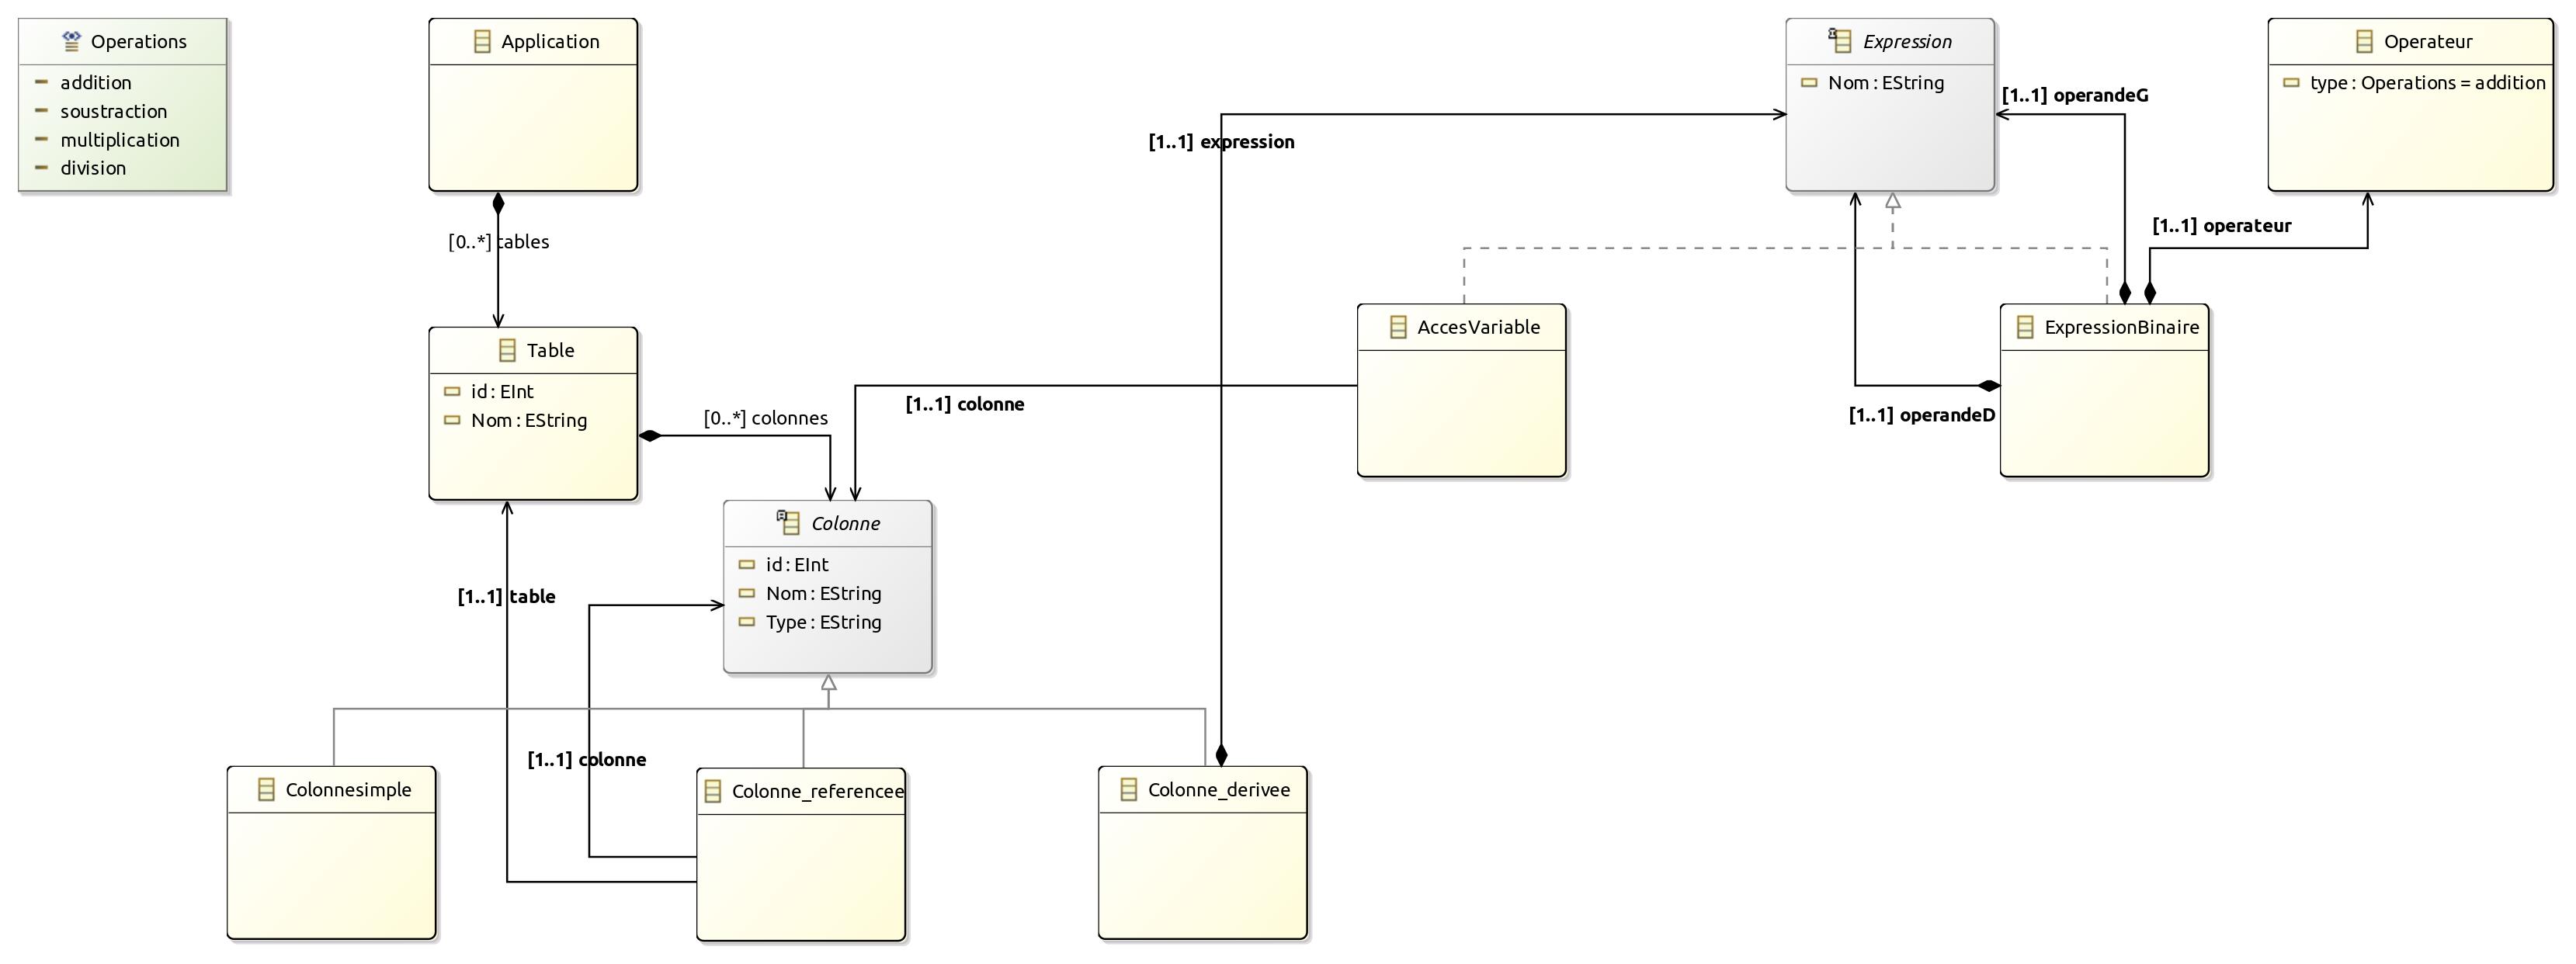 Operations
addition
soustraction
multiplication
division
Application
[0..*] tables
Table
id : EInt
Nom : EString
[0..*] colonnes
[1..1] colonne
Colonne
id : EInt
Nom : EString
Type : EString
[1..1] table
[1..1] colonne
Colonnesimple
Colonne_referencee
Colonne_derivee
[1..1] expression
Expression
Nom : EString
[1..1] operandeG
Operateur
type : Operations = addition
[1..1] operateur
AccesVariable
ExpressionBinaire
[1..1] operandeD